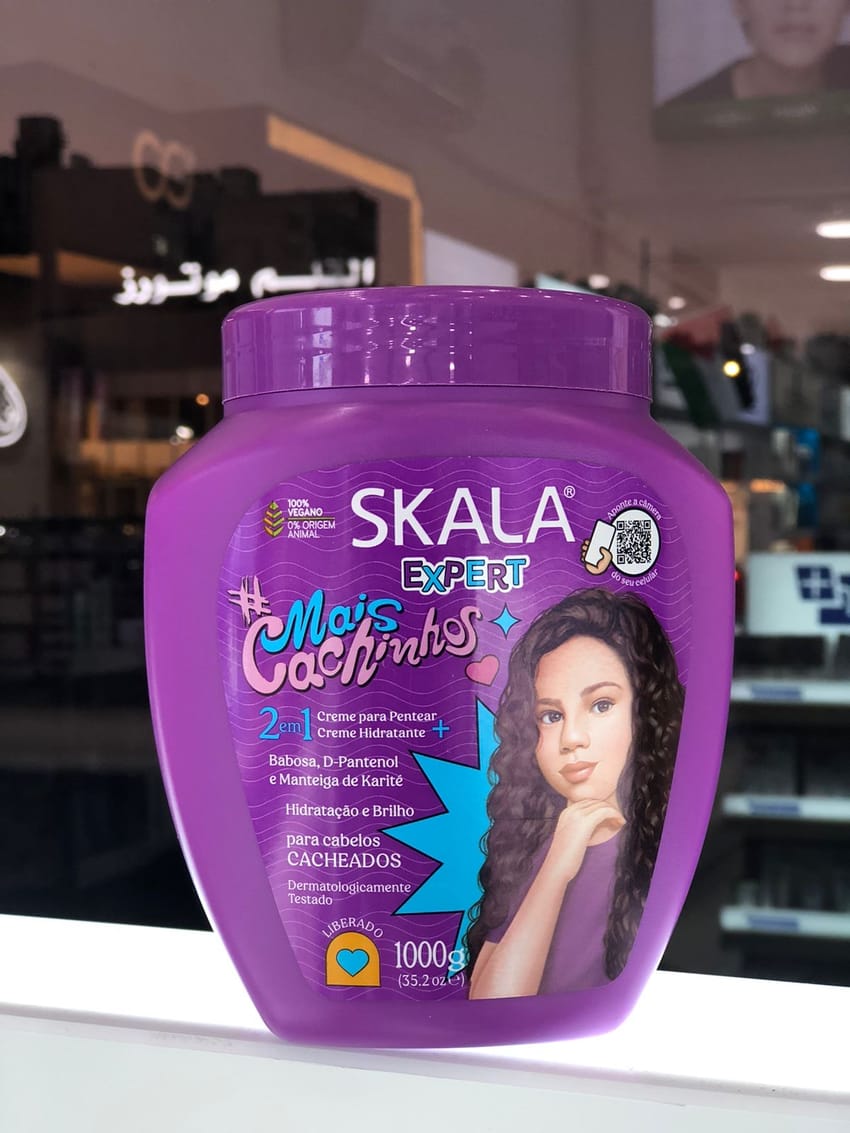 القلم موتورز
100%
VEGANO
0% ORIGEM
ANIMAL
SKALA®
EXPERT
Aponte a câmera
do seu celular
#Mais
Cachinhos
2em1 Creme para Pentear
Creme Hidratante +
Babosa, D-Pantenol
e Manteiga de Karité
Hidratação e Brilho
para cabelos
CACHEADOS
Dermatologicamente
Testado
LIBERADO
1000g
(35.2 oz e)